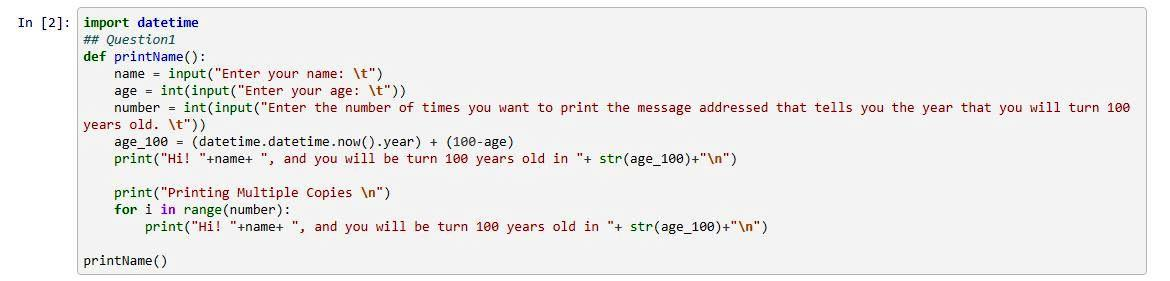 In [2]: import datetime
## Question1
def printName():
    name = input("Enter your name: \t")
    age = int(input("Enter your age: \t"))
    number = int(input("Enter the number of times you want to print the message addressed that tells you the year that you will turn 100
years old. \t"))
    age_100 = (datetime.datetime.now().year) + (100-age)
    print("Hi! "+name+ ", and you will be turn 100 years old in "+ str(age_100)+"\n")
    print("Printing Multiple Copies \n")
    for i in range(number):
        print("Hi! "+name+ ", and you will be turn 100 years old in "+ str(age_100)+"\n")
printName()